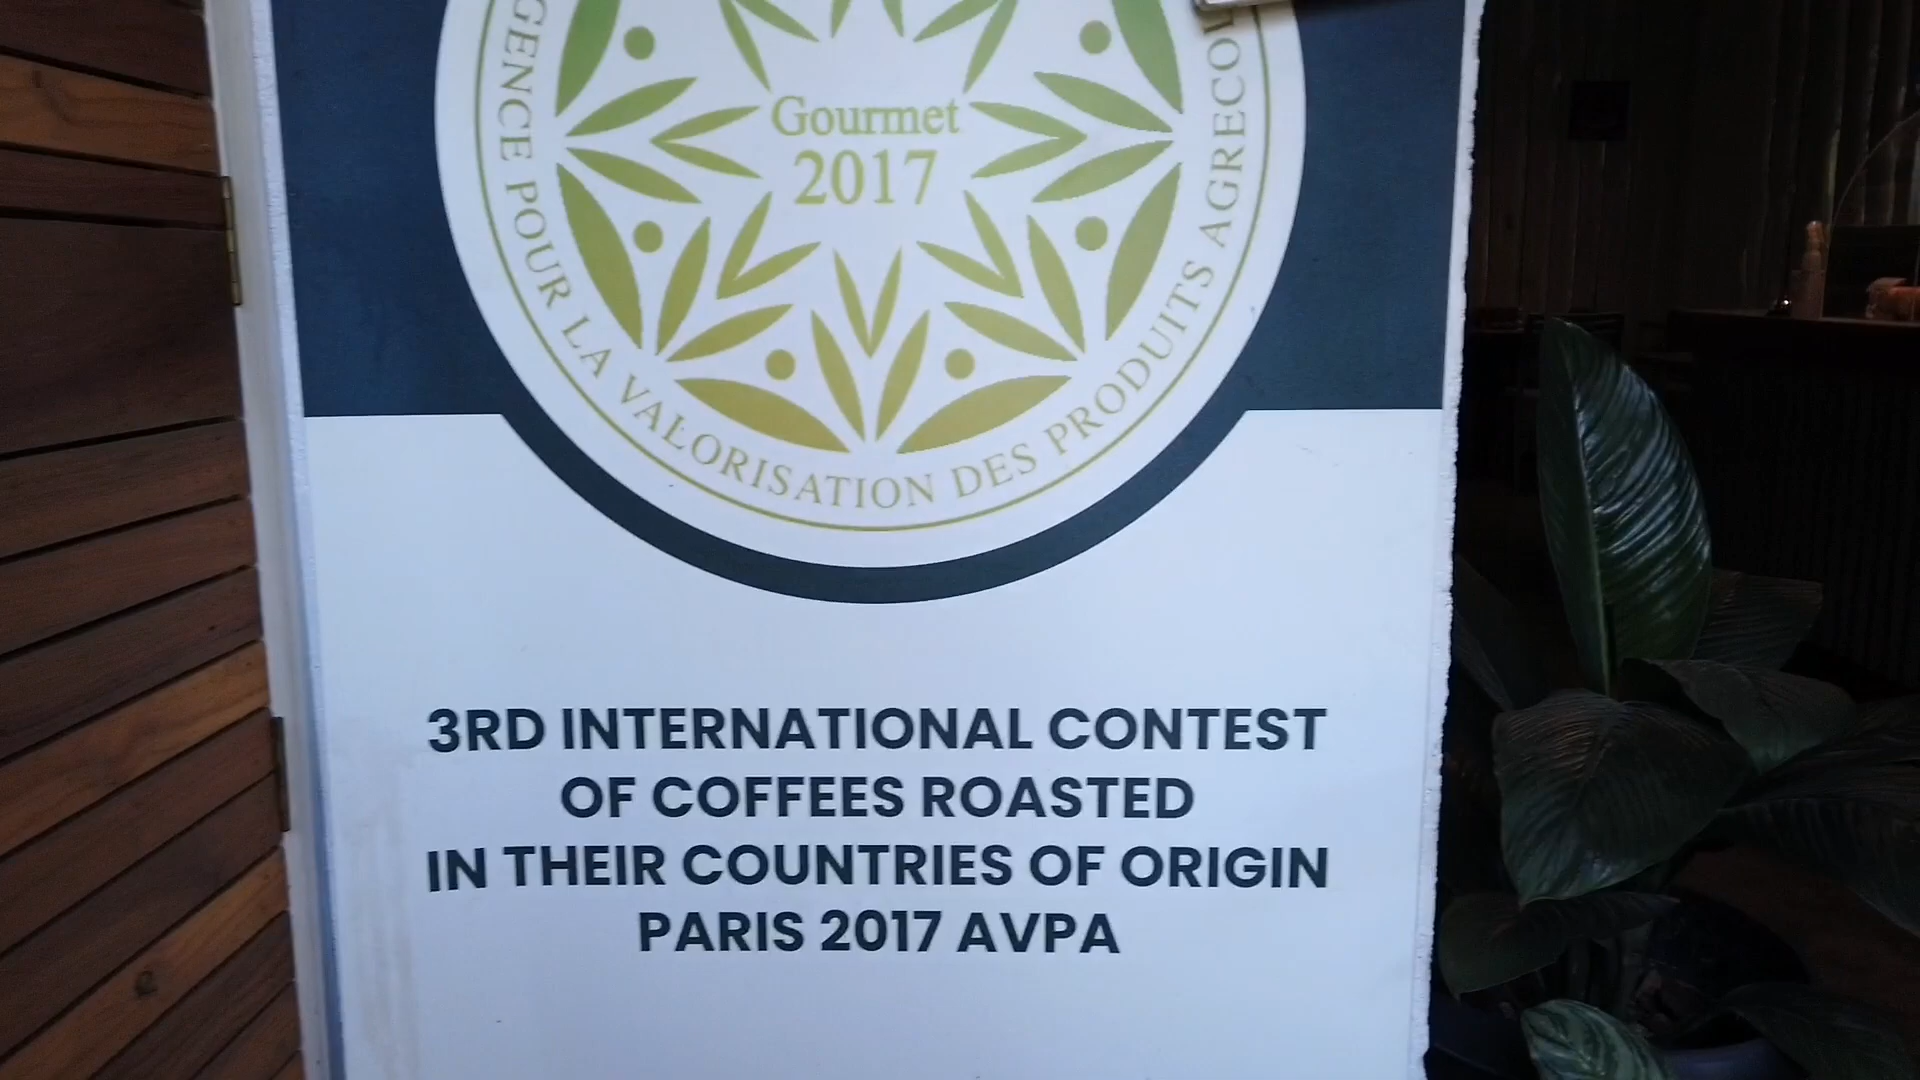 GENCE POUR LA VALORISATION DES PRODUITS AGRECO
Gourmet
2017
3RD INTERNATIONAL CONTEST
OF COFFEES ROASTED
IN THEIR COUNTRIES OF ORIGIN
PARIS 2017 AVPA